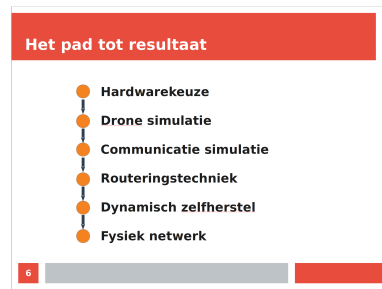 Het pad tot resultaat
Hardwarekeuze
Drone simulatie
Communicatie simulatie
Routeringstechniek
Dynamisch zelfherstel
Fysiek netwerk
6